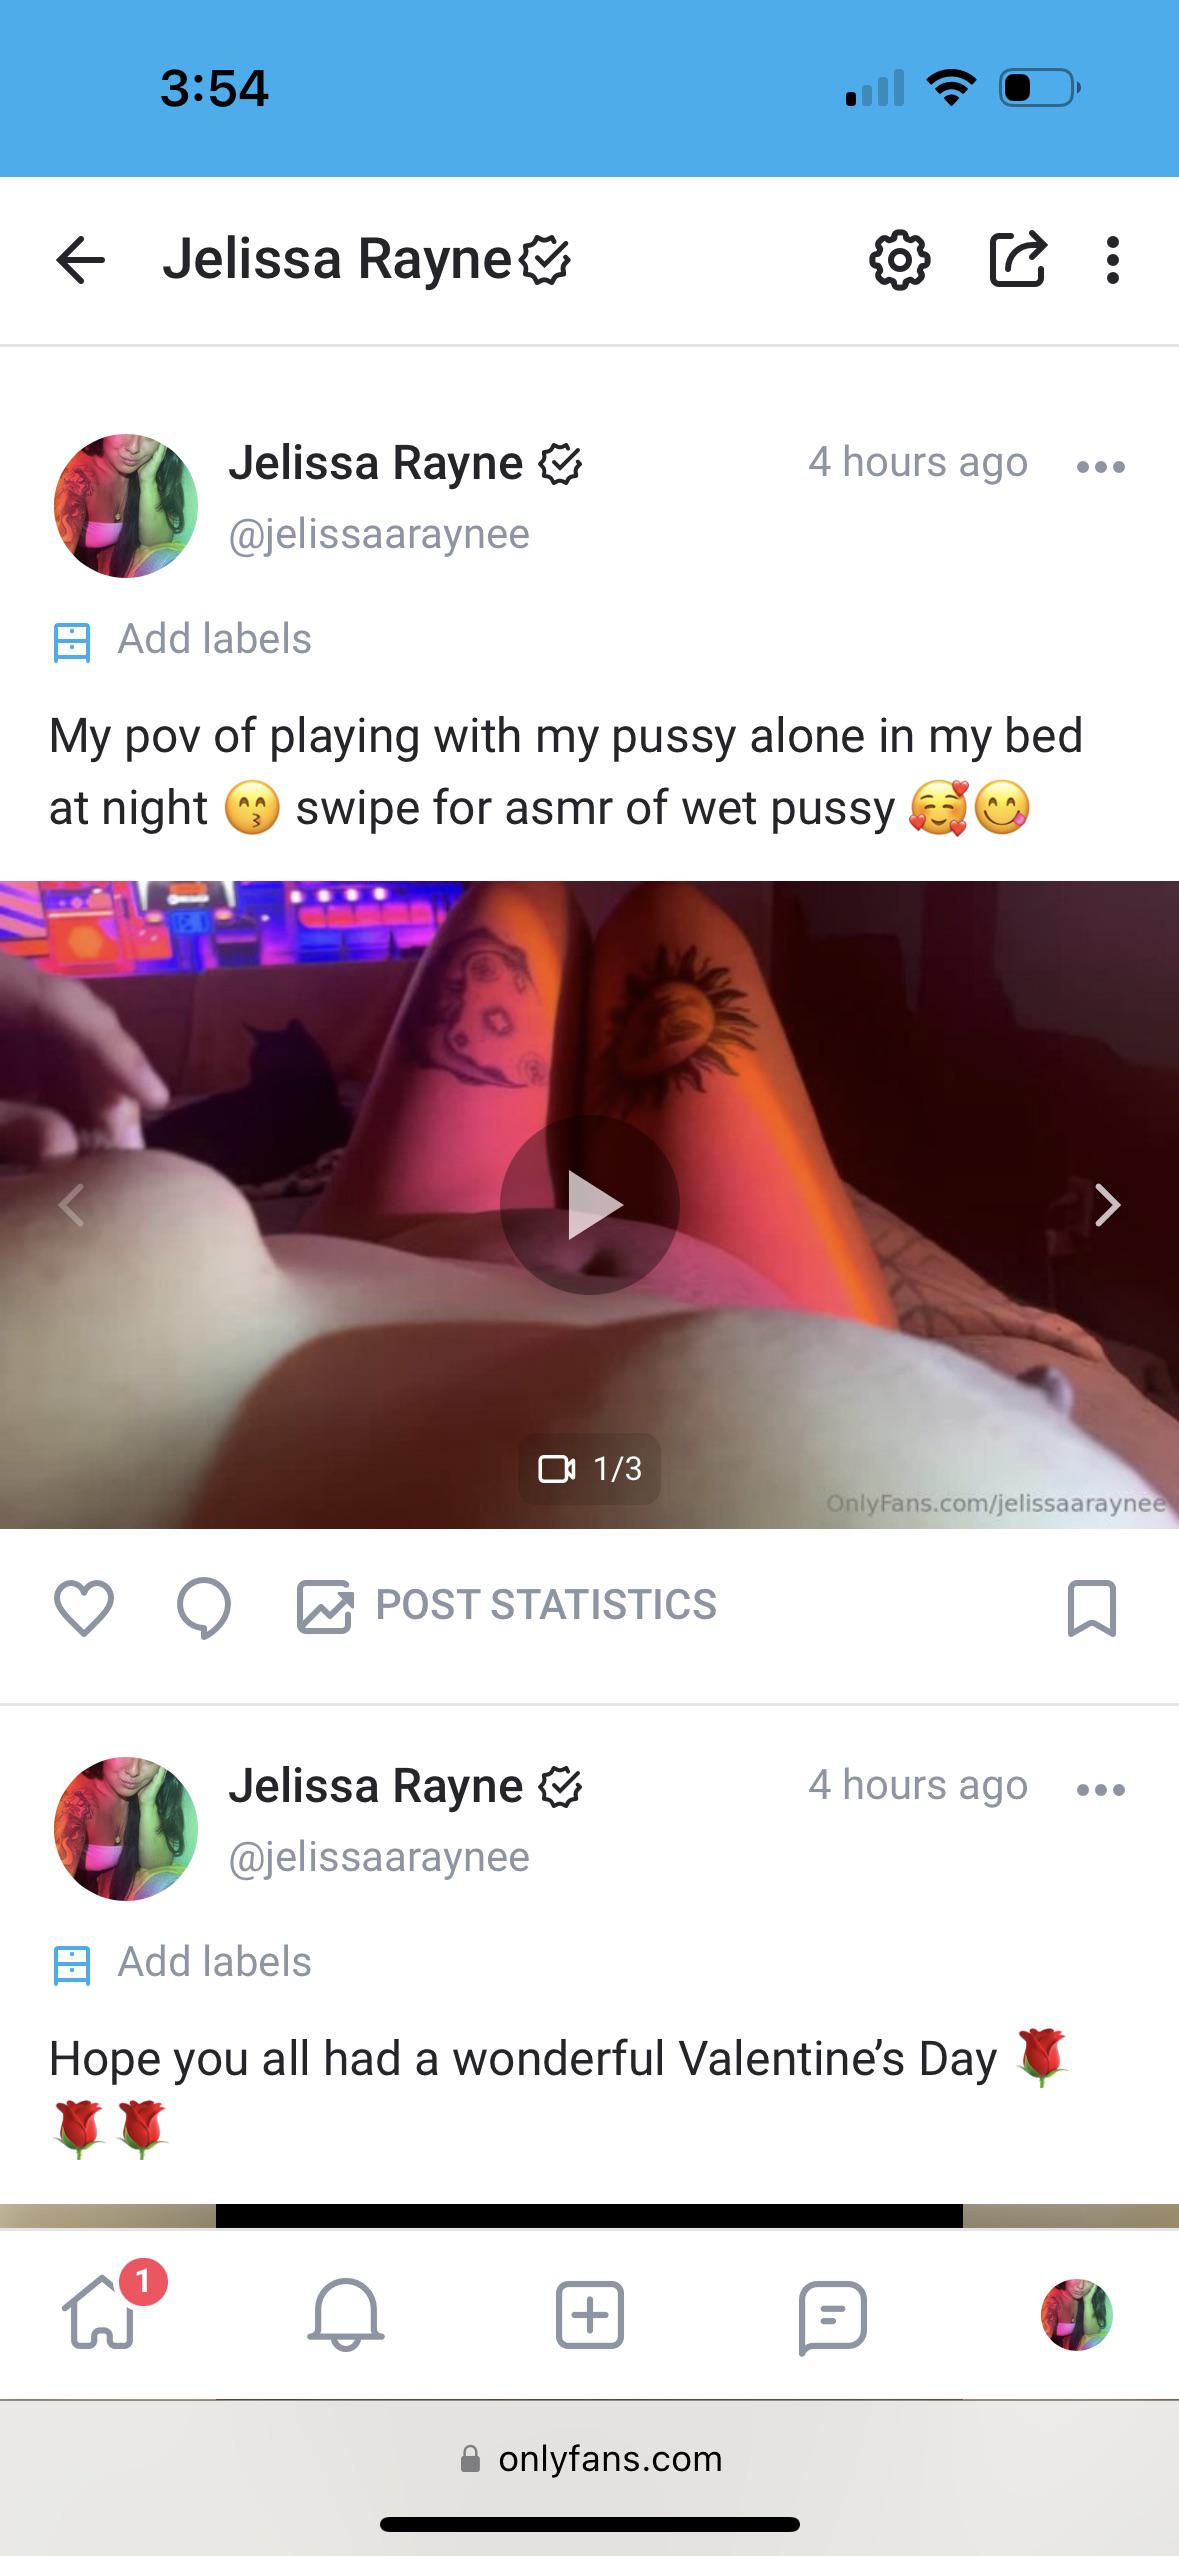 3:54
Jelissa Rayne
Jelissa Rayne
4 hours ago
@jelissaaraynee
Add labels
My pov of playing with my pussy alone in my bed
at night 😙 swipe for asmr of wet pussy 🥰😋
1/3
OnlyFans.com/jelissaaraynee
POST STATISTICS
Jelissa Rayne
4 hours ago
@jelissaaraynee
Add labels
Hope you all had a wonderful Valentine’s Day 🌹
🌹🌹
1
onlyfans.com